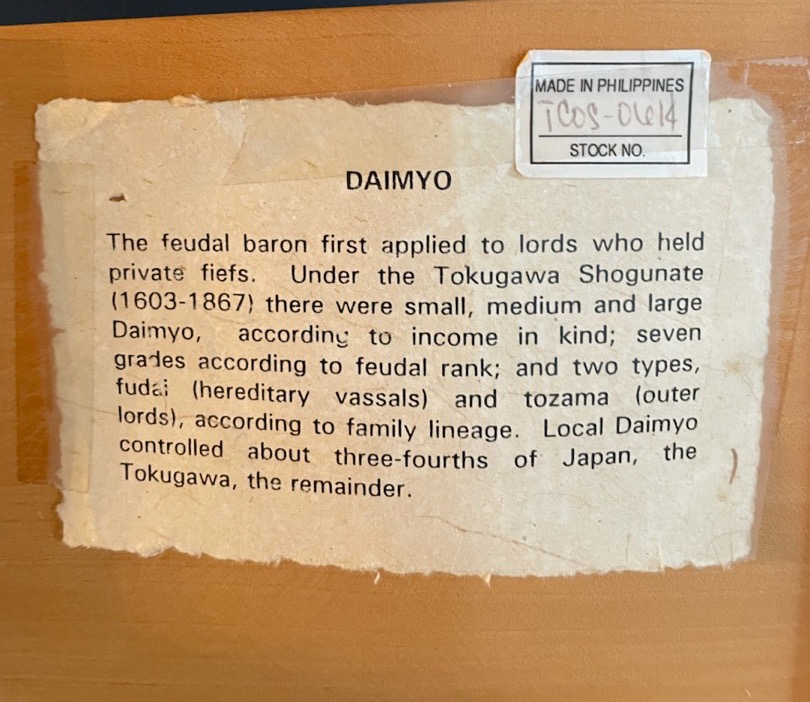 MADE IN PHILIPPINES
STOCK NO.
DAIMYO
The feudal baron first applied to lords who held
private fiefs. Under the Tokugawa Shogunate
(1603-1867) there were small, medium and large
Daimyo, according to income in kind; seven
grades according to feudal rank; and two types,
fudai (hereditary vassals) and tozama (outer
lords), according to family lineage. Local Daimyo
controlled about three-fourths of Japan, the
Tokugawa, the remainder.